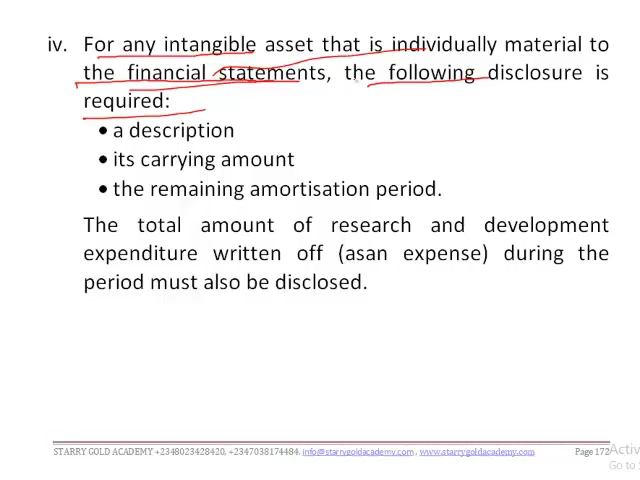 iv. For any intangible asset that is individually material to
the financial statements, the following disclosure is
required:
• a description
• its carrying amount
• the remaining amortisation period.
The total amount of research and development
expenditure written off (asan expense) during the
period must also be disclosed.
STARRY GOLD ACADEMY +2348023428420, +2347038174484, info@starrygoldacademy.com , www.starrygoldacademy.com Page 172
Activ
Go to